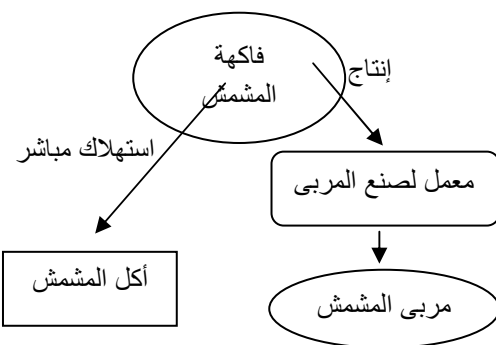 فاكهة
المشمش
إنتاج
استهلاك مباشر
معمل لصنع المربى
أكل المشمش
مربى المشمش